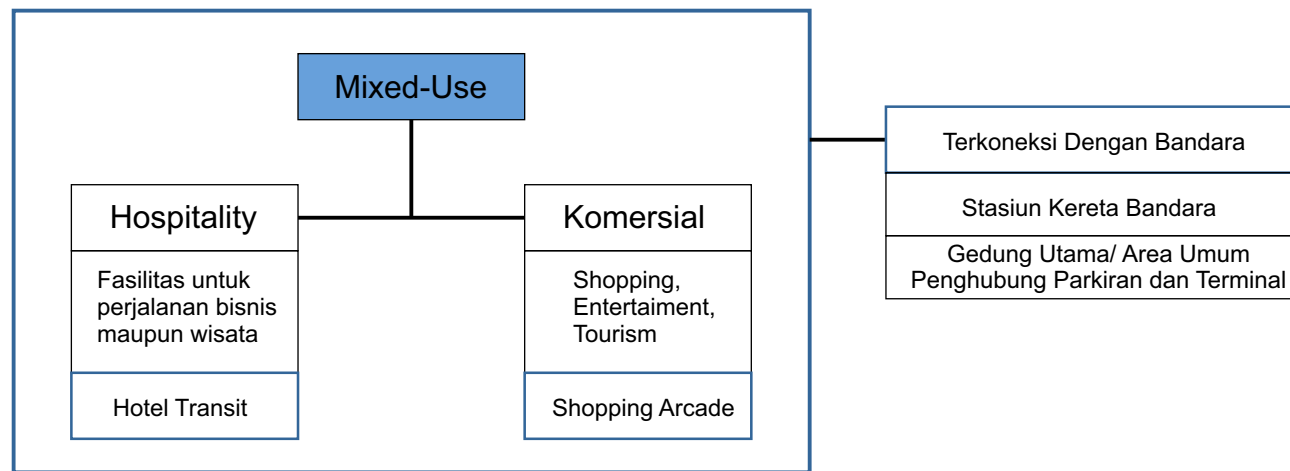 Mixed-Use
Hospitality
Fasilitas untuk
perjalanan bisnis
maupun wisata
Hotel Transit
Komersial
Shopping,
Entertaiment,
Tourism
Shopping Arcade
Terkoneksi Dengan Bandara
Stasiun Kereta Bandara
Gedung Utama/ Area Umum
Penghubung Parkiran dan Terminal